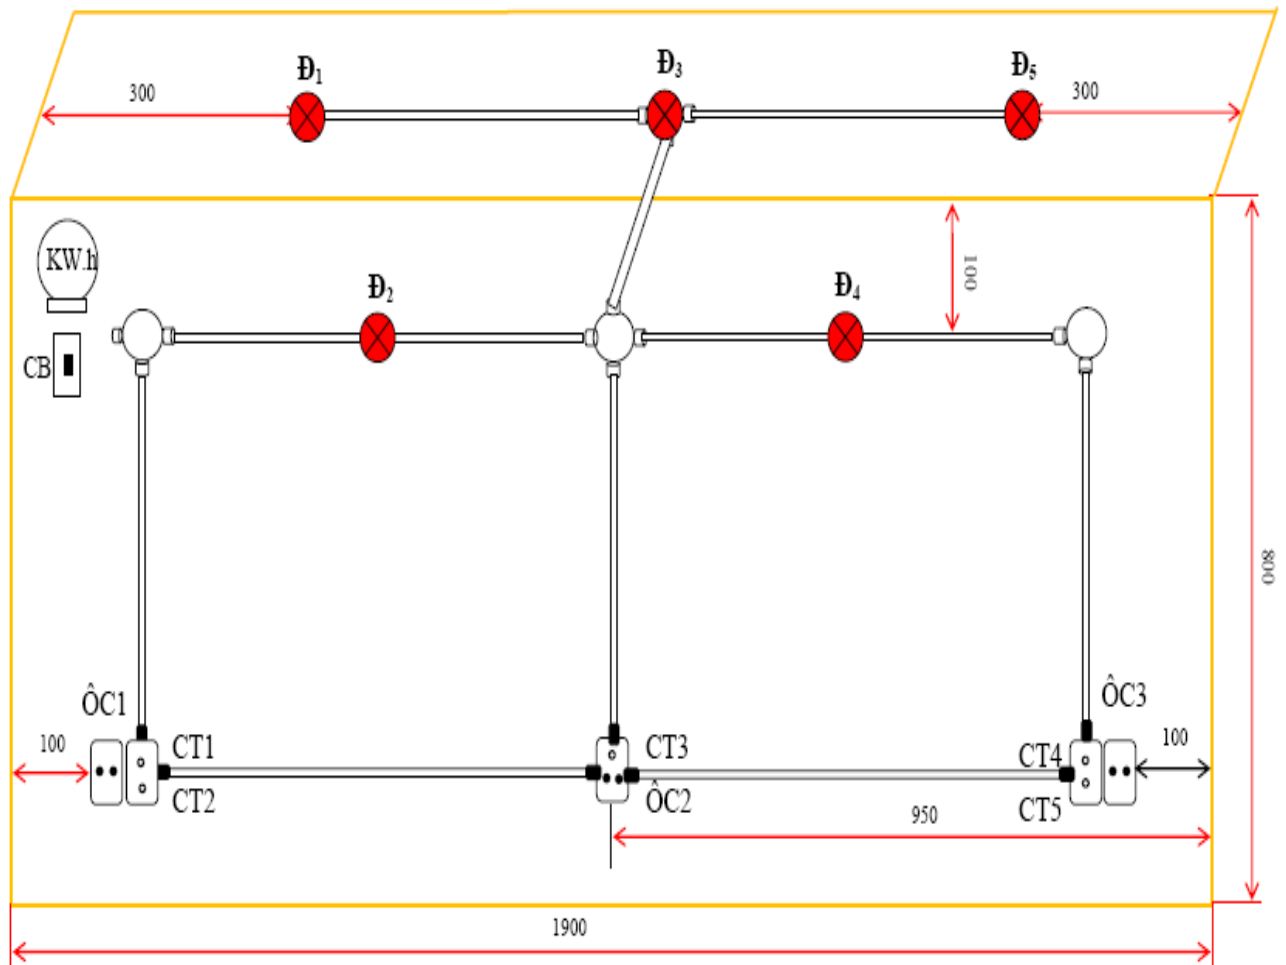 Đ₁
Đ₃
Đ₅
300
300
KW.h
Đ₂
Đ₄
100
CB
800
ÔC1
ÔC3
100
CT1
CT3
CT4
100
CT2
ÔC2
CT5
950
1900